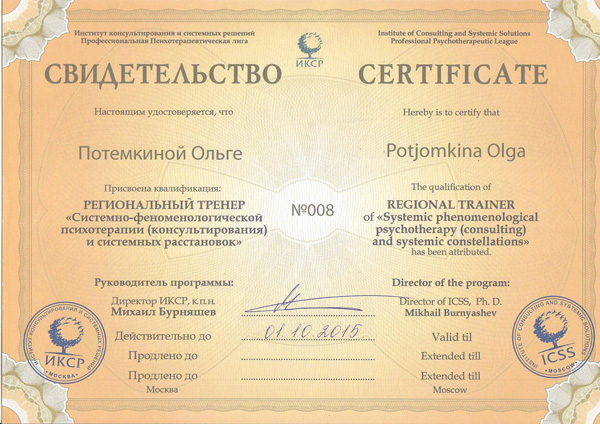 Институт консультирования и системных решений
Профессиональная Психотерапевтическая лига
ИКСР
Institute of Consulting and Systemic Solutions
Professional Psychotherapeutic League
СВИДЕТЕЛЬСТВО
CERTIFICATE
Настоящим удостоверяется, что
Hereby is to certify that
Потемкиной Ольге
Potjomkina Olga
Присвоена квалификация:
РЕГИОНАЛЬНЫЙ ТРЕНЕР
«Системно-феноменологической
психотерапии (консультирования)
и системных расстановок»
№008
The qualification of
REGIONAL TRAINER
of «Systemic phenomenological
psychotherapy (consulting)
and systemic constellations»
has been attributed.
Руководитель программы:
Director of the program:
Директор ИКСР, к.п.н.
Михаил Бурняшев
Director of ICSS, Ph. D.
Mikhail Burnyashev
Действительно до
01.10.2015
Valid til
Продлено до
Extended till
Продлено до
Extended till
Москва
Moscow
ИНСТИТУТ КОНСУЛЬТИРОВАНИЯ И СИСТЕМНЫХ РЕШЕНИЙ
ИКСР
МОСКВА
INSTITUTE OF CONSULTING AND SYSTEMIC SOLUTIONS
ICSS
MOSCOW